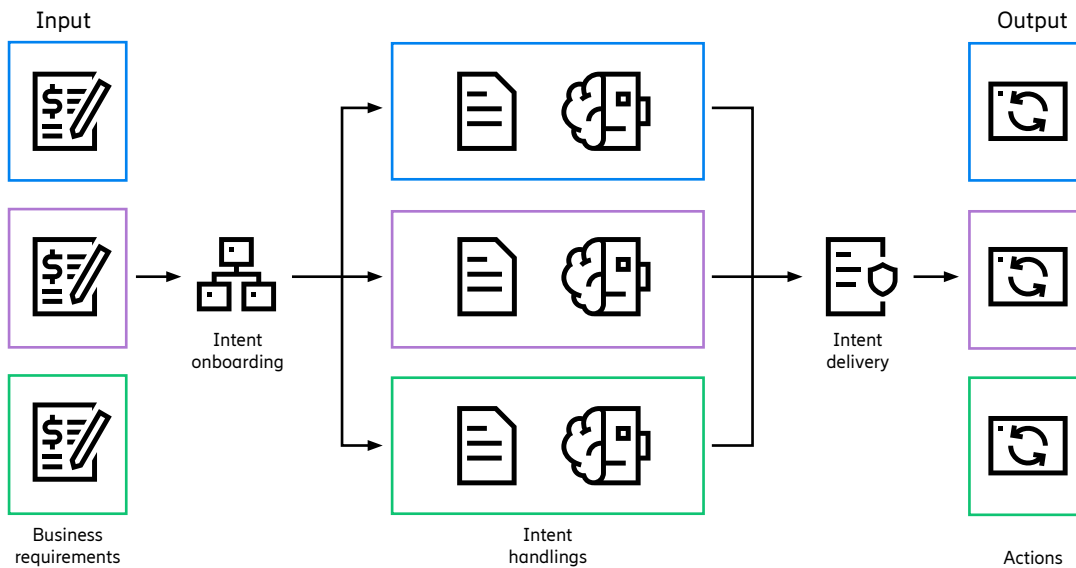 Input
Output
Intent
onboarding
Intent
delivery
Business
requirements
Intent
handlings
Actions